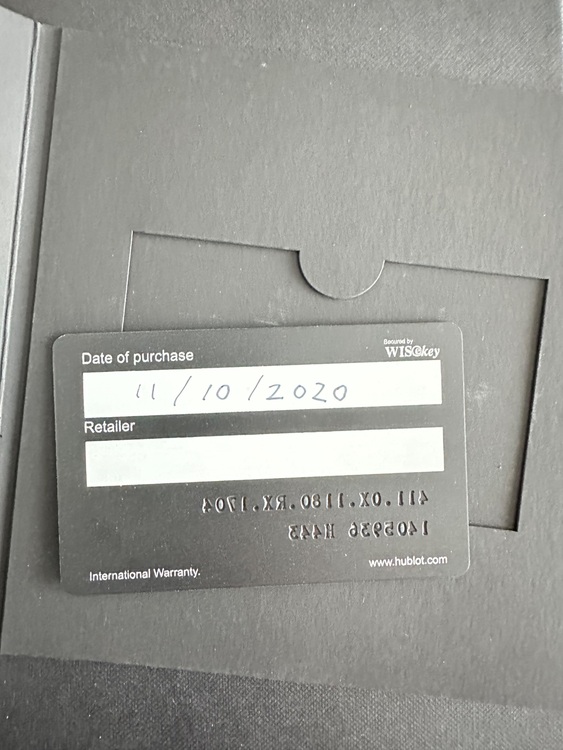 Date of purchase
Secured by
WISekey
11/10/2020
Retailer
411.OX.1180.RX.1704
1405936 H443
International Warranty.
www.hublot.com